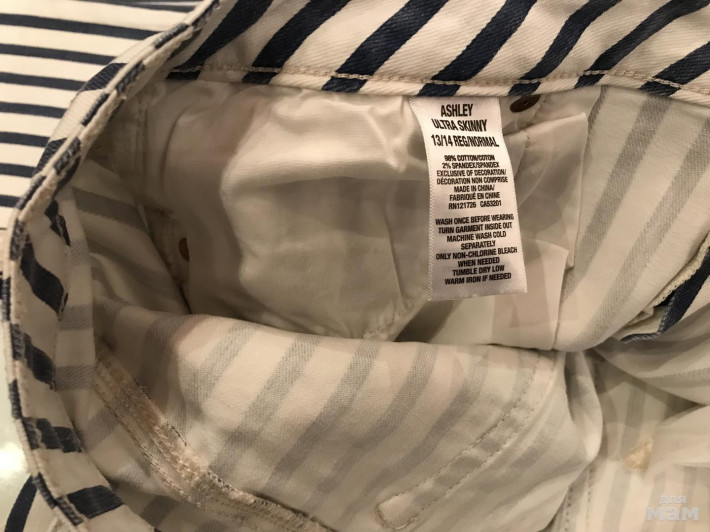 ASHLEY
ULTRA SKINNY
13/14 REG/NORMAL
98% COTTON/COTON
2% SPANDEX/SPANDEX
EXCLUSIVE OF DECORATION/
DÉCORATION NON COMPRISE
MADE IN CHINA/
FABRIQUÉ EN CHINE
RN121726 CA53201
WASH ONCE BEFORE WEARING
TURN GARMENT INSIDE OUT
MACHINE WASH COLD
SEPARATELY
ONLY NON-CHLORINE BLEACH
WHEN NEEDED
TUMBLE DRY LOW
WARM IRON IF NEEDED
для
мам